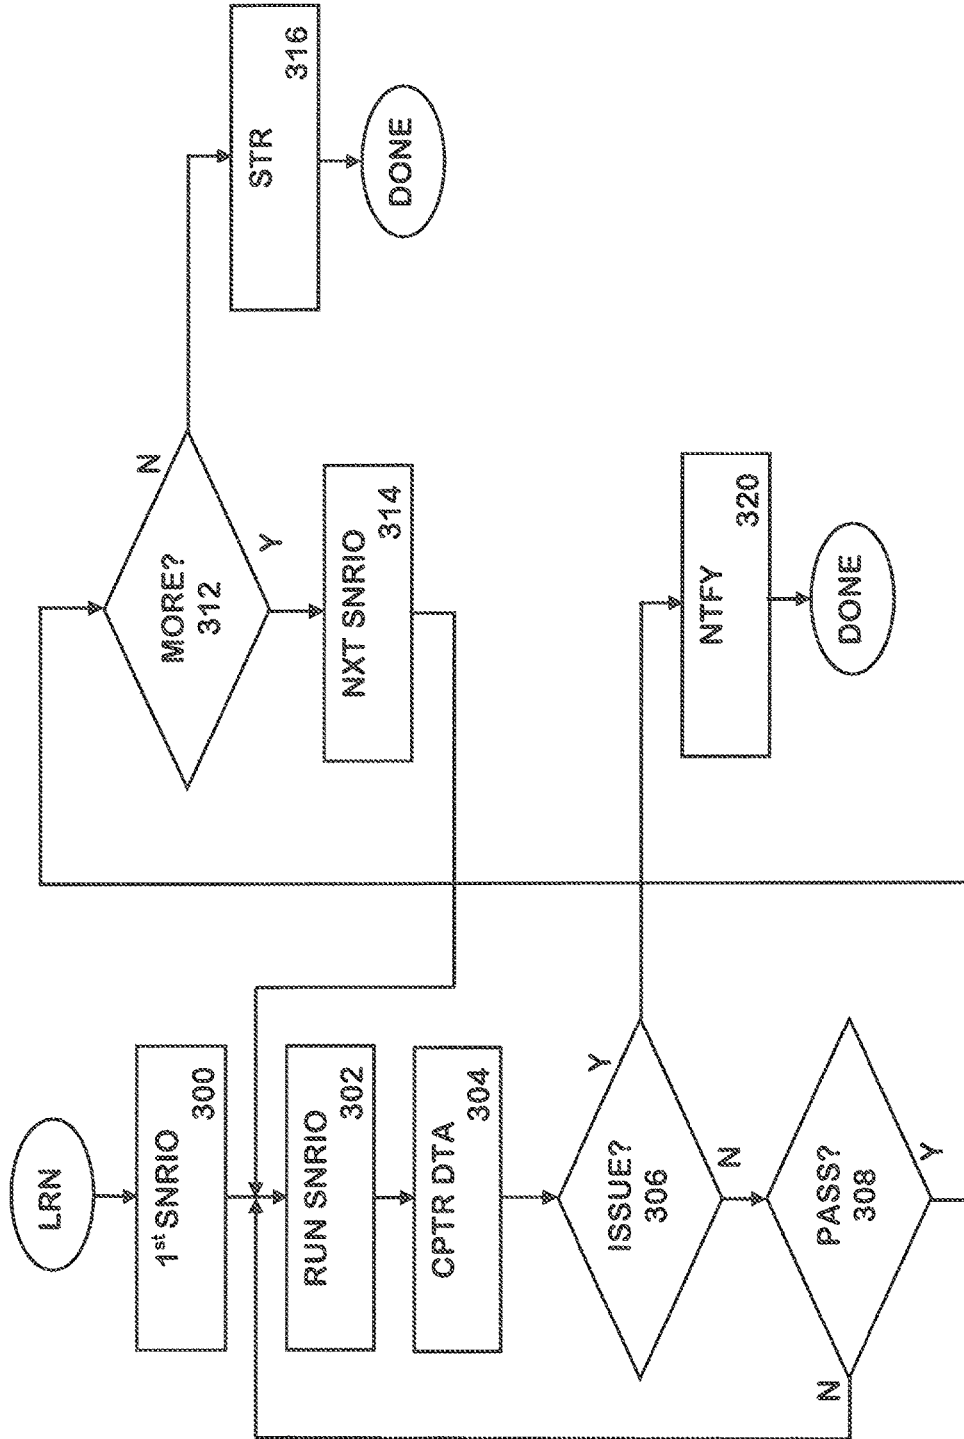 LRN
1st SNRIO
300
RUN SNRIO
302
CPTR DTA
304
ISSUE?
306
Y
N
PASS?
308
N
Y
MORE?
312
N
Y
NXT SNRIO
314
STR
316
DONE
NTFY
320
DONE